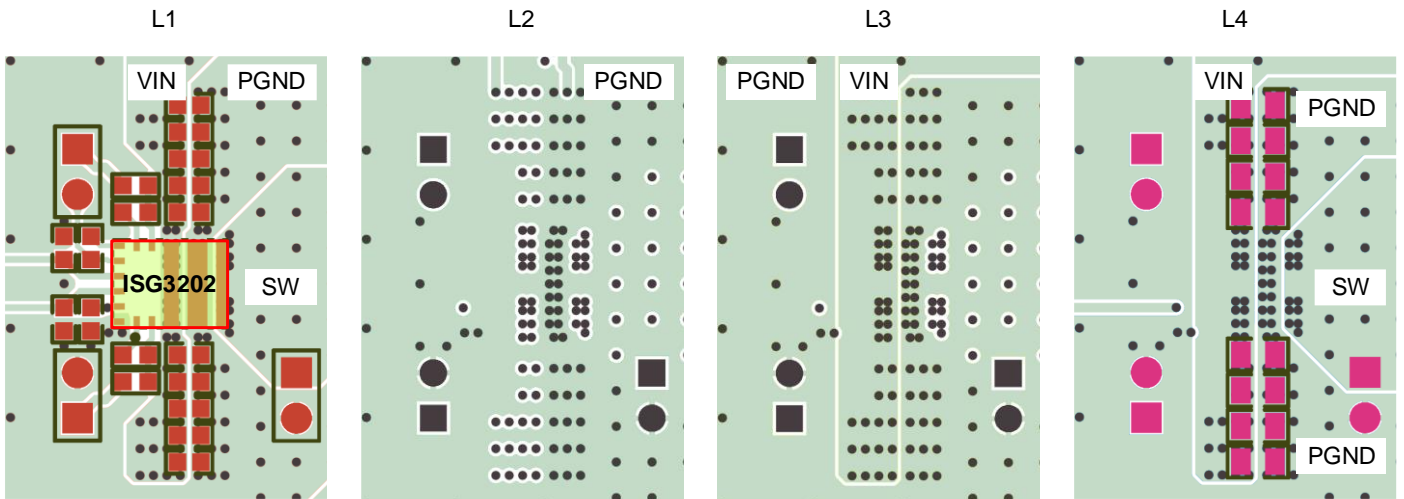 L1
L2
L3
L4
VIN
PGND
PGND
PGND
VIN
VIN
PGND
ISG3202
SW
SW
PGND